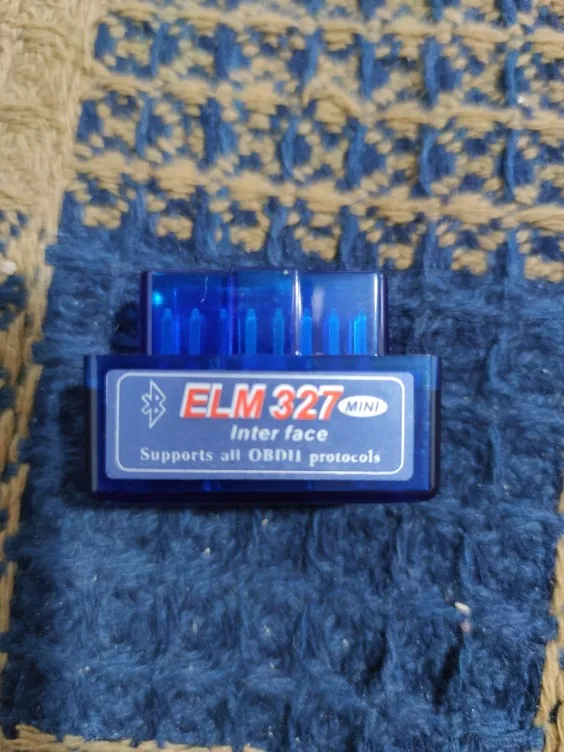 ELM 327 MINI
Inter face
Supports all OBDII protocols